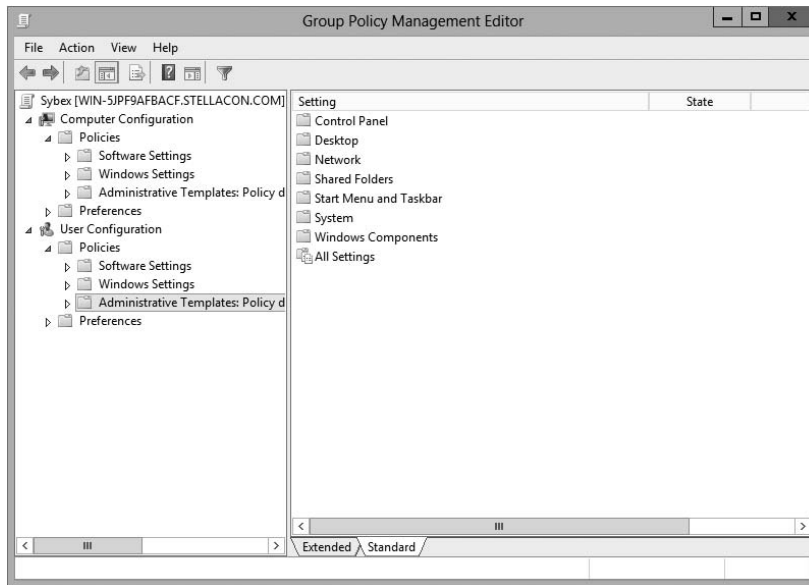 Group Policy Management Editor
File Action View Help
Sybex [WIN-5JPF9AFBACF.STELLACON.COM]
Computer Configuration
Policies
Software Settings
Windows Settings
Administrative Templates: Policy d
Preferences
User Configuration
Policies
Software Settings
Windows Settings
Administrative Templates: Policy d
Preferences
Setting State
Control Panel
Desktop
Network
Shared Folders
Start Menu and Taskbar
System
Windows Components
All Settings
Extended Standard